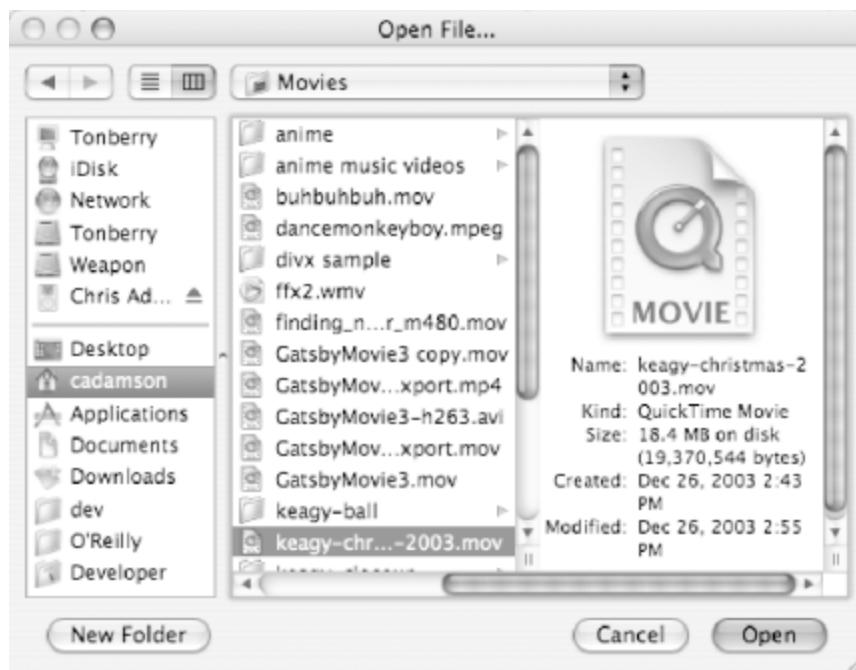 Open File...
Movies
Tonberry
iDisk
Network
Tonberry
Weapon
Chris Ad...
Desktop
cadamson
Applications
Documents
Downloads
dev
O'Reilly
Developer
anime
anime music videos
buhbuhbuh.mov
dancemonkeyboy.mpeg
divx sample
ffx2.wmv
finding_n...r_m480.mov
GatsbyMovie3 copy.mov
GatsbyMov...xport.mp4
GatsbyMovie3-h263.avi
GatsbyMov...xport.mov
GatsbyMovie3.mov
keagy-ball
keagy-chr...-2003.mov
MOVIE
Name: keagy-christmas-2
003.mov
Kind: QuickTime Movie
Size: 18.4 MB on disk
(19,370,544 bytes)
Created: Dec 26, 2003 2:43
PM
Modified: Dec 26, 2003 2:55
PM
New Folder
Cancel
Open